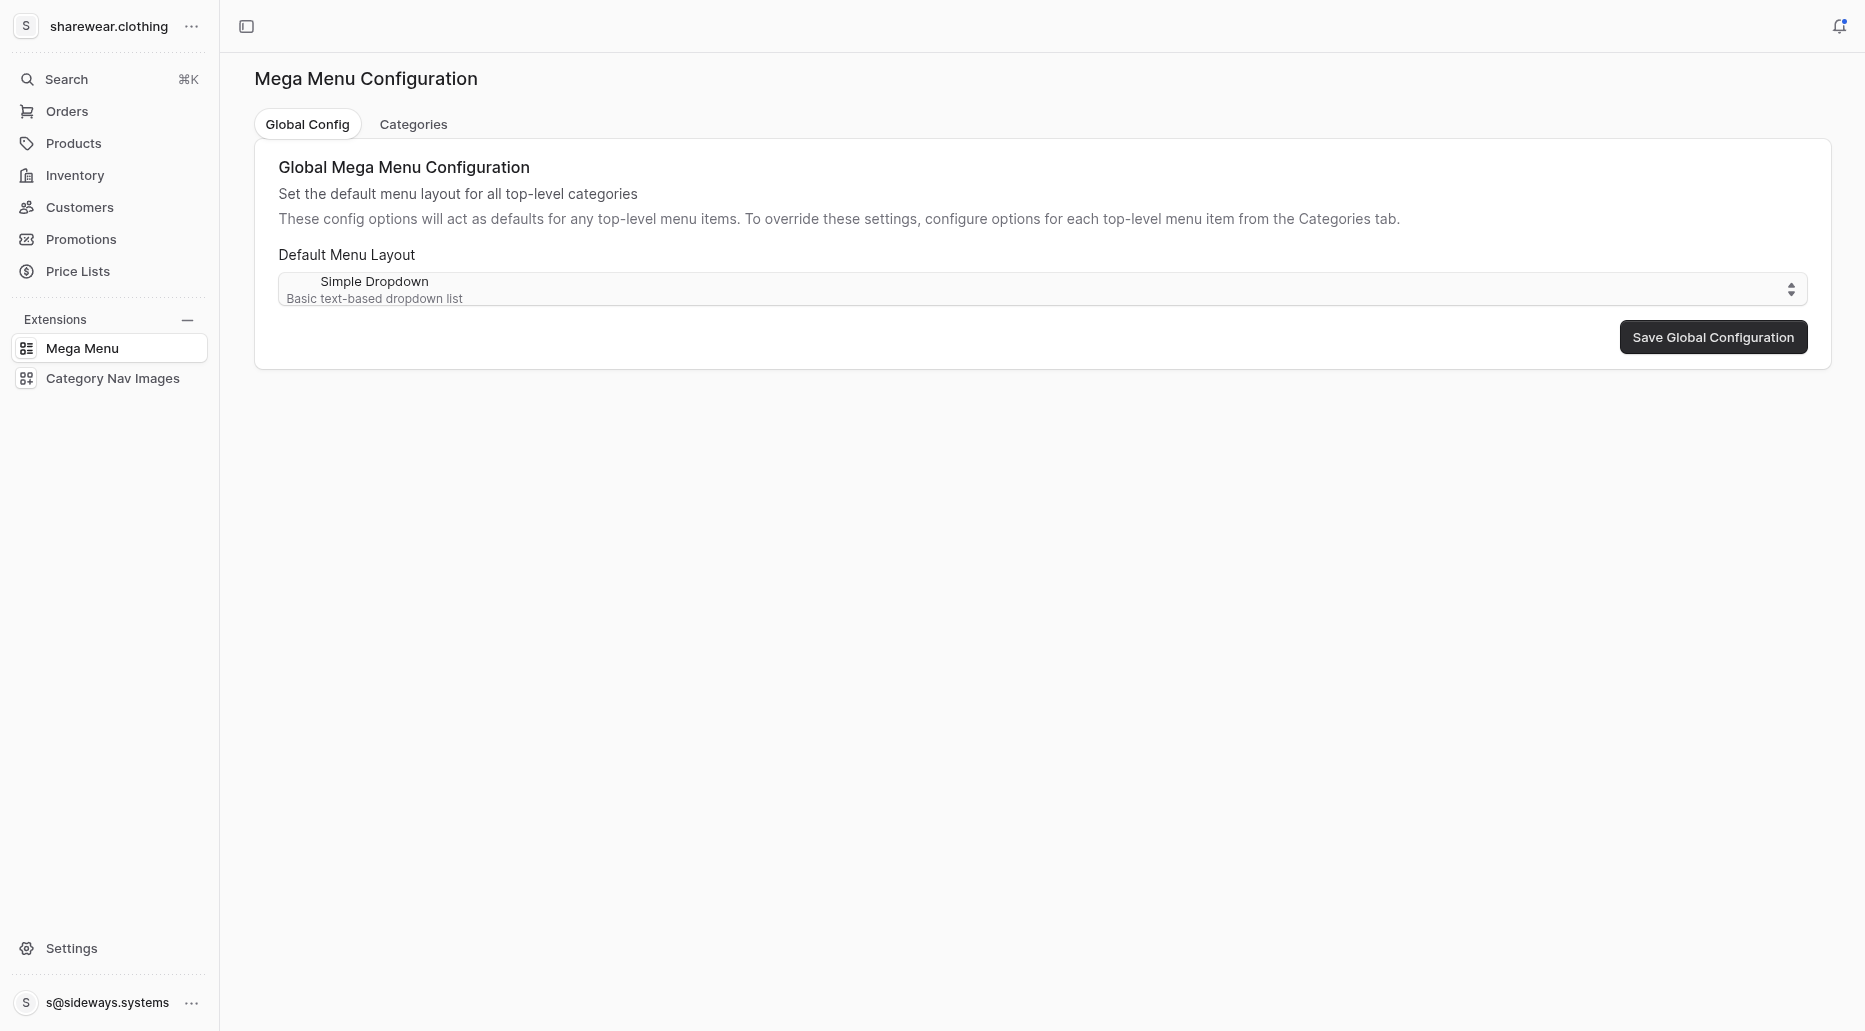 S
sharewear.clothing
Search ⌘K
Orders
Products
Inventory
Customers
Promotions
Price Lists
Extensions
Mega Menu
Category Nav Images
Settings
S
s@sideways.systems
Mega Menu Configuration
Global Config
Categories
Global Mega Menu Configuration
Set the default menu layout for all top-level categories
These config options will act as defaults for any top-level menu items. To override these settings, configure options for each top-level menu item from the Categories tab.
Default Menu Layout
Simple Dropdown
Basic text-based dropdown list
Save Global Configuration